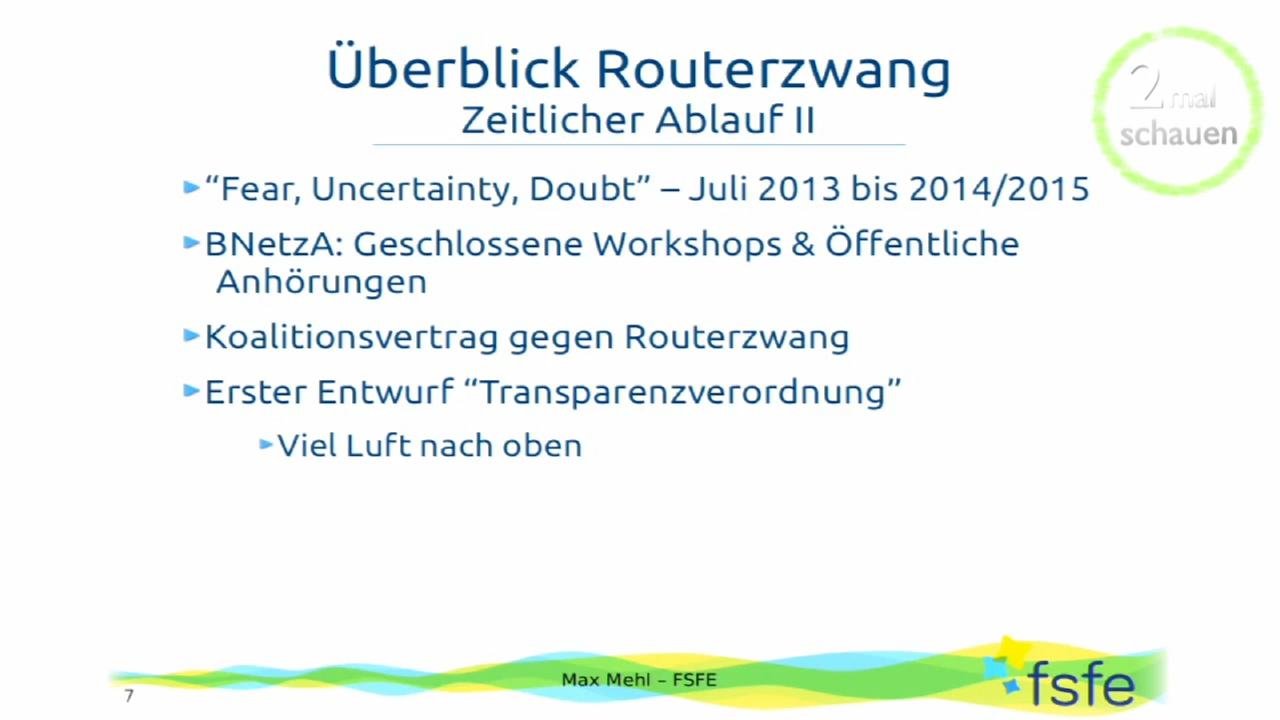 Überblick Routerzwang
Zeitlicher Ablauf II
2 mal
schauen
“Fear, Uncertainty, Doubt” – Juli 2013 bis 2014/2015
BNetzA: Geschlossene Workshops & Öffentliche
Anhörungen
Koalitionsvertrag gegen Routerzwang
Erster Entwurf “Transparenzverordnung”
Viel Luft nach oben
Max Mehl – FSFE
7
fsfe